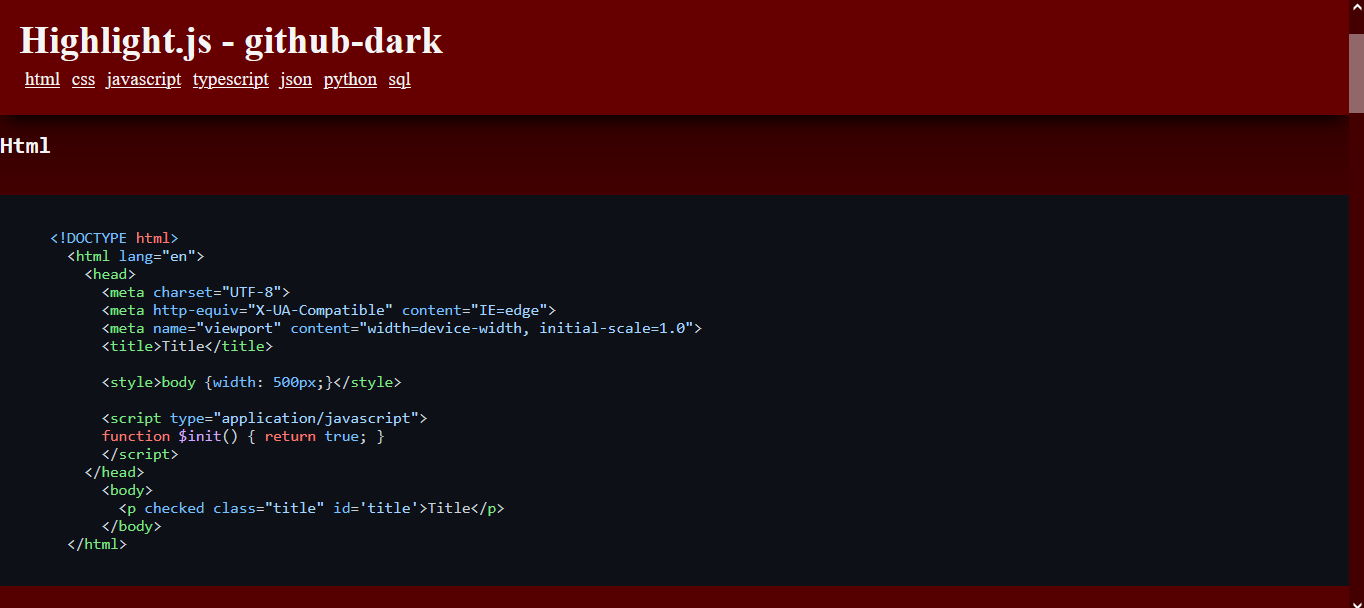 Highlight.js - github-dark
html css javascript typescript json python sql
Html
<!DOCTYPE html>
<html lang="en">
<head>
<meta charset="UTF-8">
<meta http-equiv="X-UA-Compatible" content="IE=edge">
<meta name="viewport" content="width=device-width, initial-scale=1.0">
<title>Title</title>
<style>body {width: 500px;}</style>
<script type="application/javascript">
function $init() { return true; }
</script>
</head>
<body>
<p checked class="title" id='title'>Title</p>
</body>
</html>